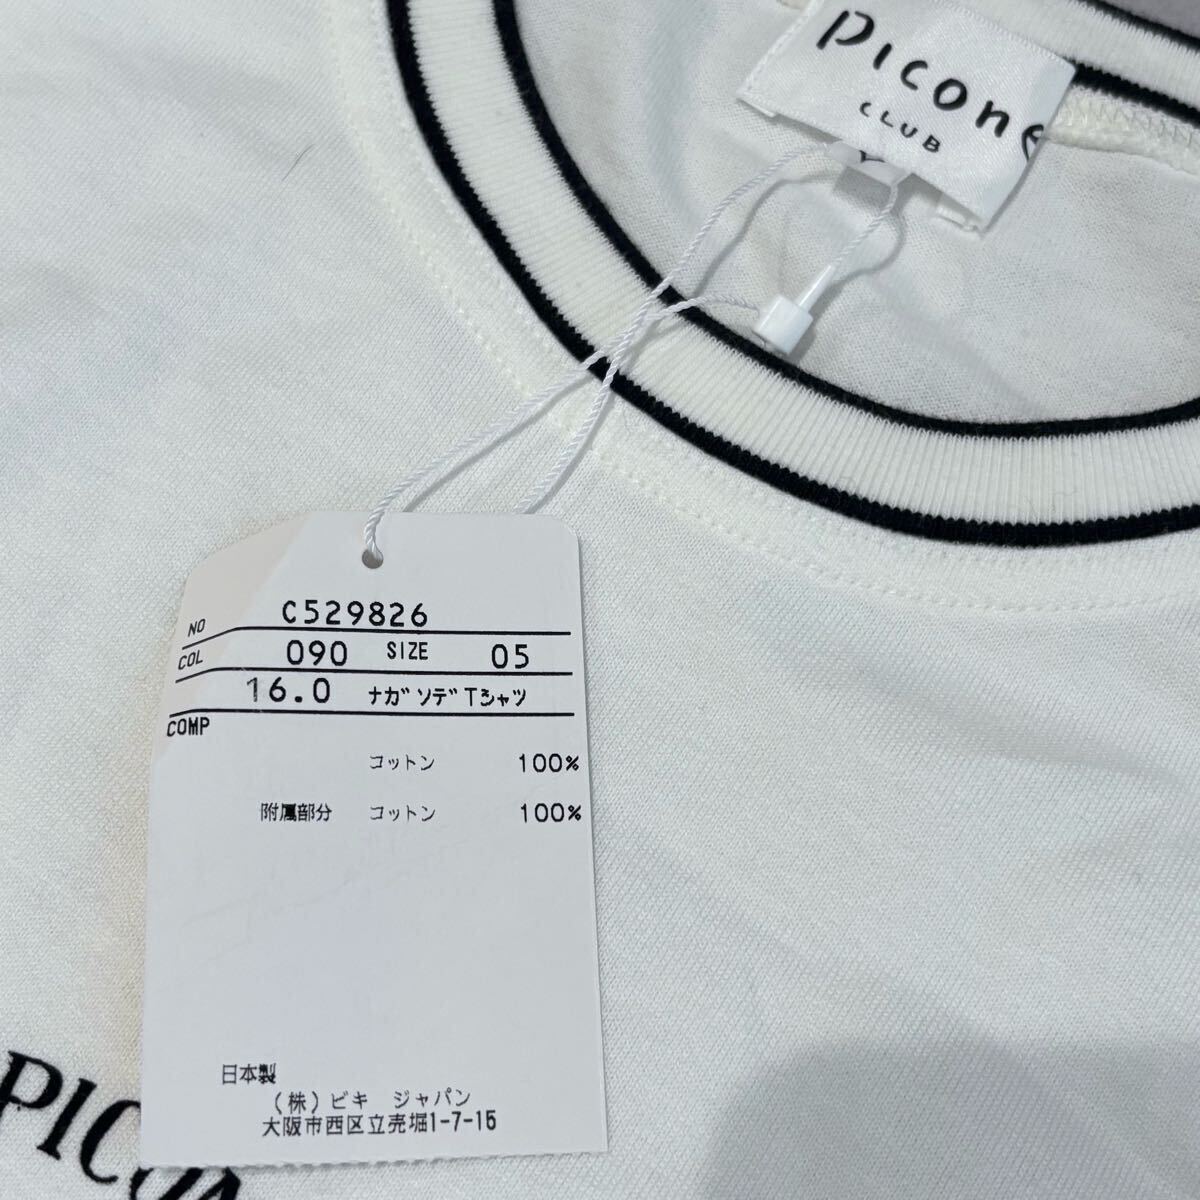 picone
CLUB
NO C529826
COL 090 SIZE 05
16.0 ナガソデTシャツ
COMP
コットン 100%
附属部分 コットン 100%
日本製
(株)ビキ ジャパン
大阪市西区立売堀1-7-15